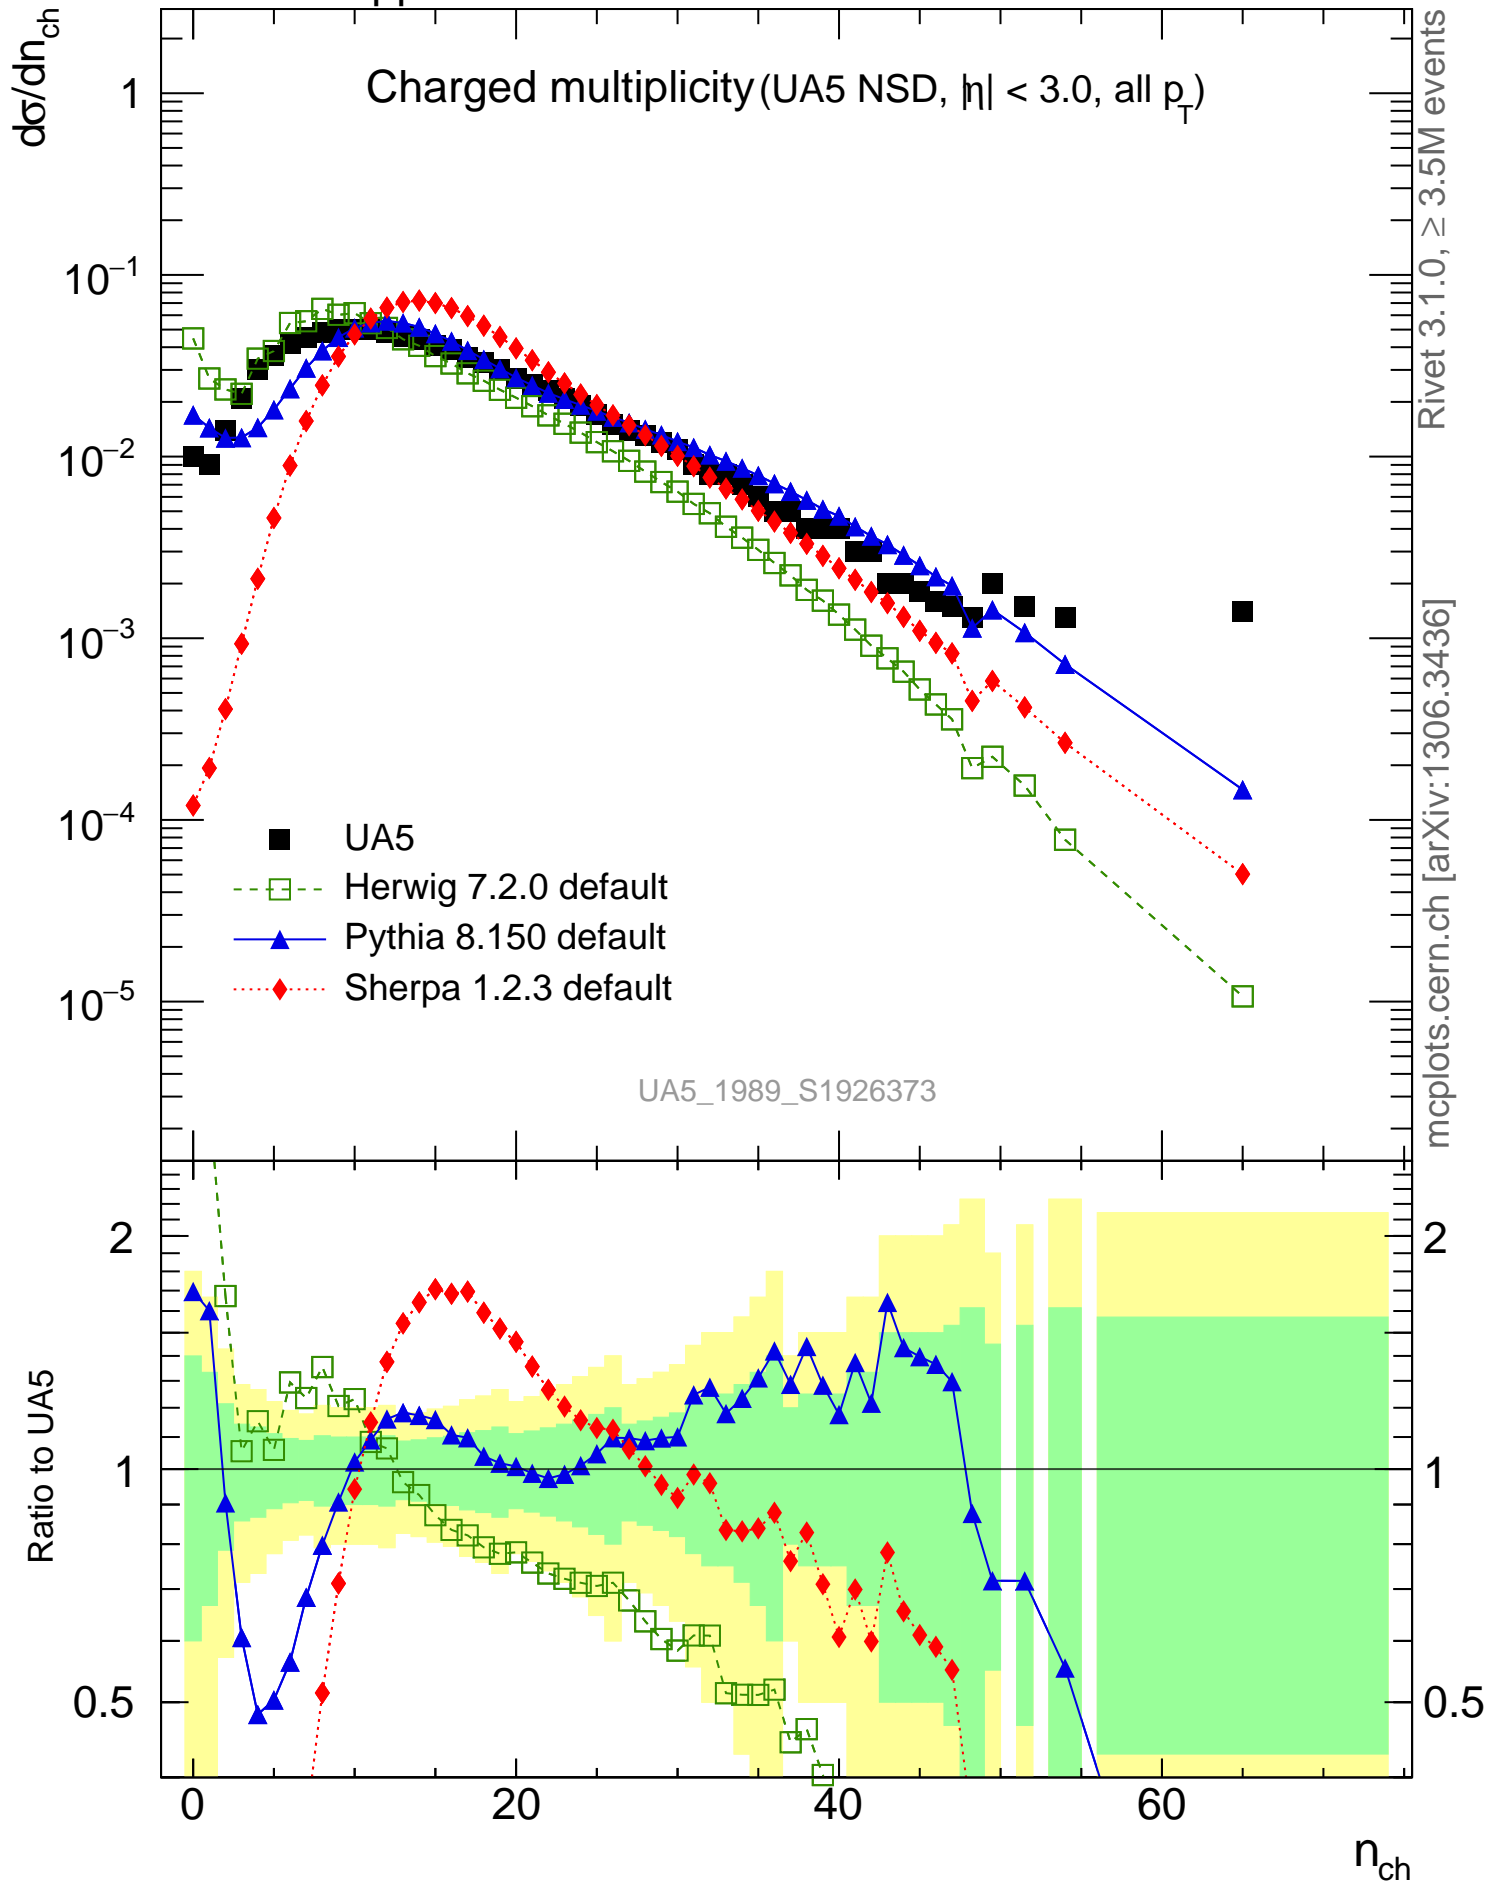 dσ/dn_ch
Charged multiplicity (UA5 NSD, |η| < 3.0, all p_T)
1
10^−1
10^−2
10^−3
10^−4
10^−5
UA5
Herwig 7.2.0 default
Pythia 8.150 default
Sherpa 1.2.3 default
UA5_1989_S1926373
Rivet 3.1.0, ≥ 3.5M events
mcplots.cern.ch [arXiv:1306.3436]
Ratio to UA5
2
1
0.5
2
1
0.5
0 20 40 60
n_ch